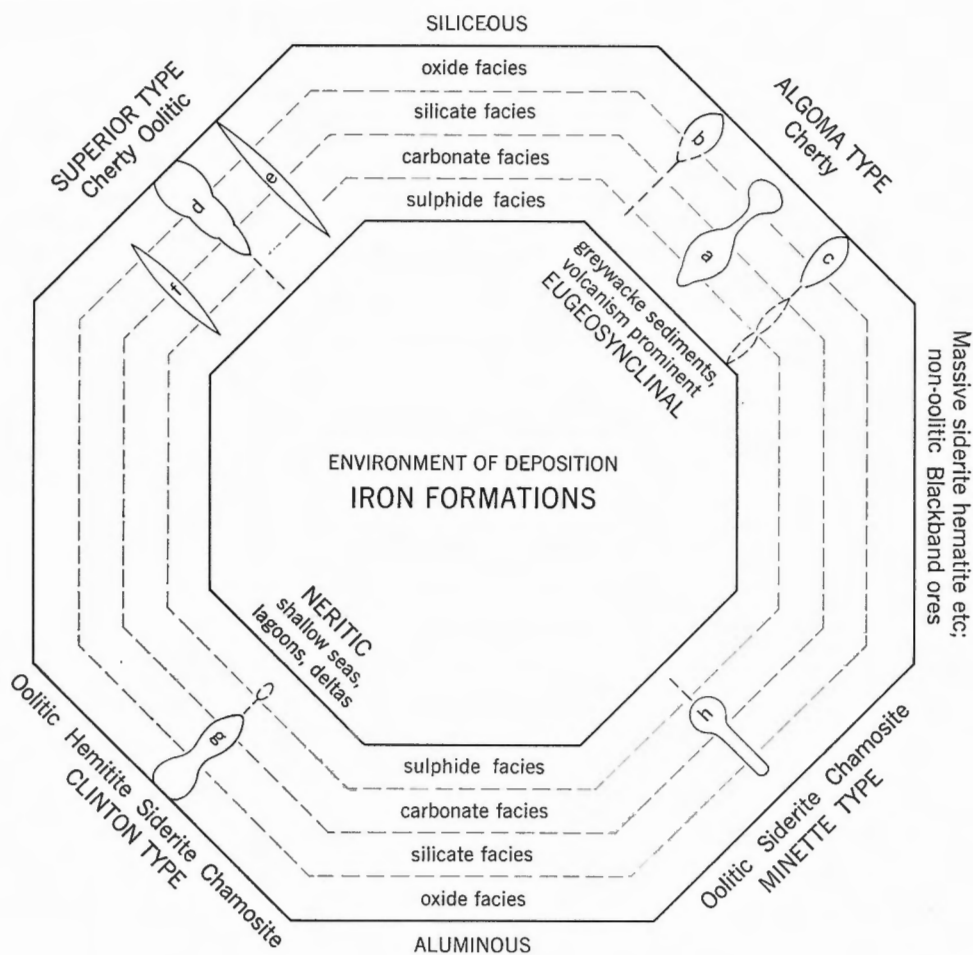 SILICEOUS
oxide facies
silicate facies
carbonate facies
sulphide facies
SUPERIOR TYPE
Cherty Oolitic
ALGOMA TYPE
Cherty
e
d
f
b
a
c
greywacke sediments,
volcanism prominent
EUGEOSYNCLINAL
Massive siderite hematite etc;
non-oolitic Blackband ores
ENVIRONMENT OF DEPOSITION
IRON FORMATIONS
NERITIC
shallow seas,
lagoons, deltas
g
h
Oolitic Hemitite Siderite Chamosite
CLINTON TYPE
Oolitic Siderite Chamosite
MINETTE TYPE
sulphide facies
carbonate facies
silicate facies
oxide facies
ALUMINOUS